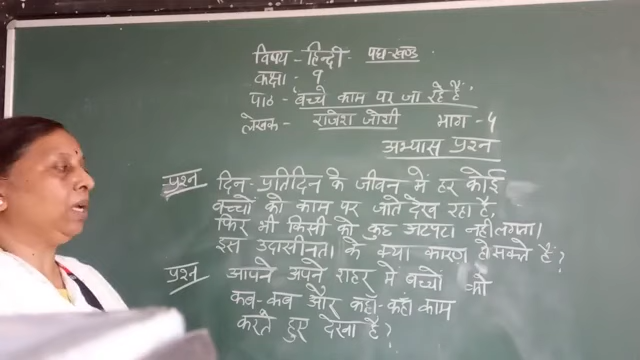 विषय - हिन्दी - पद्य-खण्ड
कक्षा - 9
पाठ - बच्चे काम पर जा रहे हैं
लेखक - राजेश जोशी भाग - 4
अभ्यास प्रश्न
प्रश्न दिन-प्रतिदिन के जीवन में हर कोई
बच्चों को काम पर जाते देख रहा है,
फिर भी किसी को कुछ अटपटा नहीं लगता।
इस उदासीनता के क्या कारण हो सकते हैं?
प्रश्न आपने अपने शहर में बच्चों को
कब-कब और कहाँ-कहाँ काम
करते हुए देखा है?